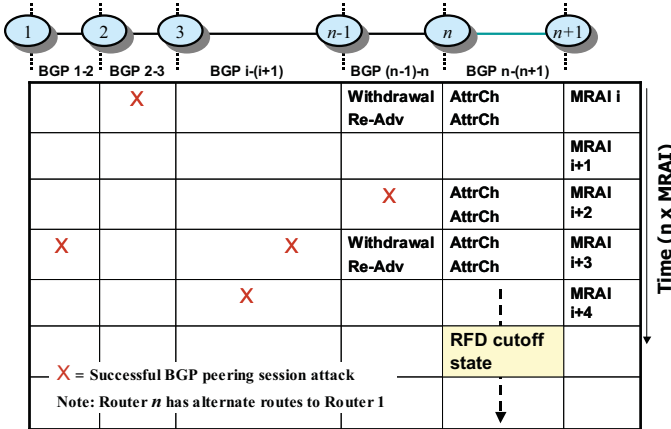 1 2 3 n-1 n n+1
BGP 1-2 BGP 2-3 BGP i-(i+1) BGP (n-1)-n BGP n-(n+1)
X Withdrawal AttrCh MRAI i
Re-Adv AttrCh
MRAI
i+1
X AttrCh MRAI
AttrCh i+2
X X Withdrawal AttrCh MRAI
Re-Adv AttrCh i+3
X MRAI
i+4
RFD cutoff
state
X = Successful BGP peering session attack
Note: Router n has alternate routes to Router 1
Time (n x MRAI)